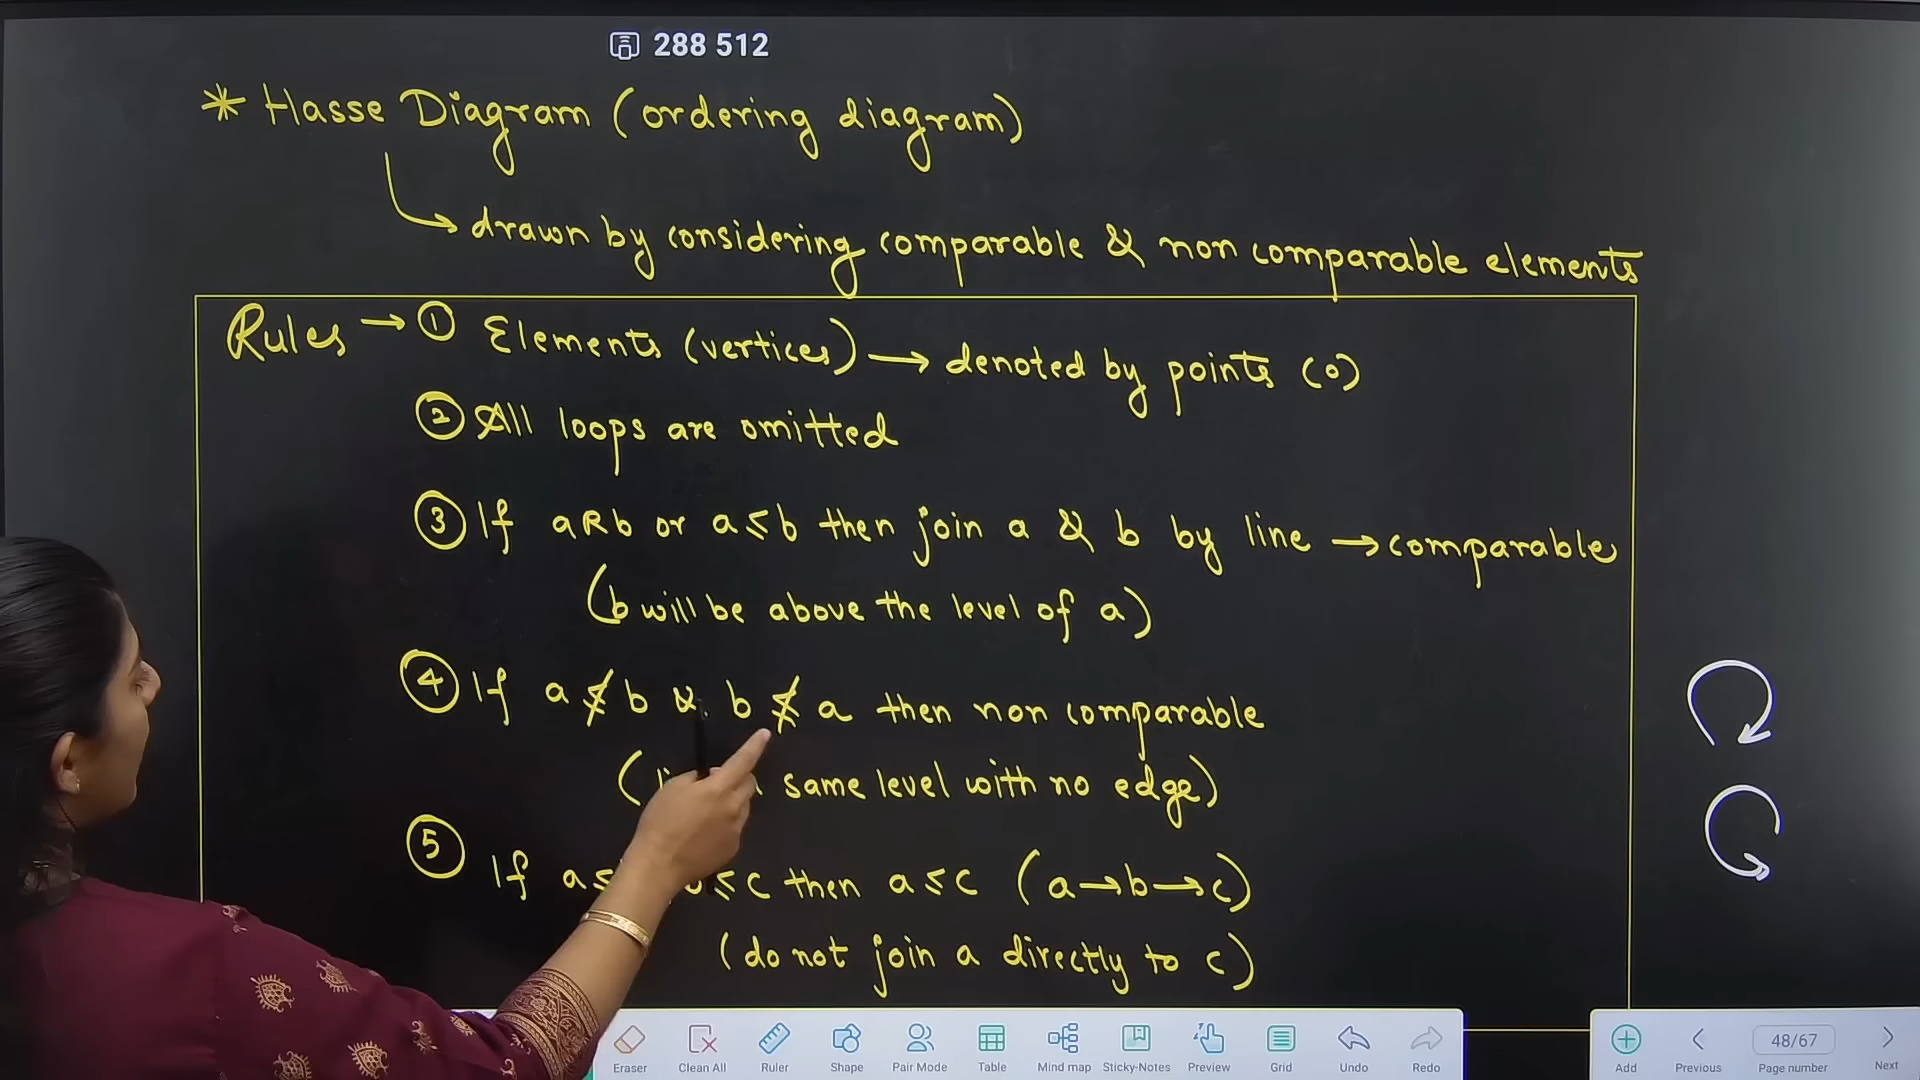 288 512
* Hasse Diagram (ordering diagram)
↳ drawn by considering comparable & non comparable elements
Rules → ① Elements (vertices) → denoted by points (o)
② All loops are omitted
③ If aRb or a≤b then join a & b by line → comparable
(b will be above the level of a)
④ If a ≰ b & b ≰ a then non comparable
( same level with no edge)
⑤ If a≤ b≤c then a≤c (a→b→c)
(do not join a directly to c)
Eraser Clean All Ruler Shape Pair Mode Table Mind map Sticky-Notes Preview Grid Undo Redo
Add Previous 48/67 Page number Next